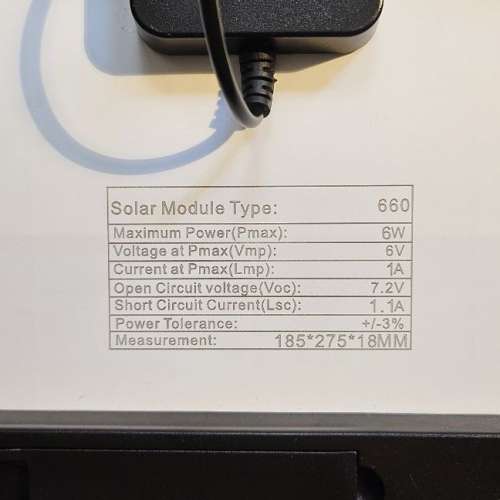 Solar Module Type: 660
Maximum Power(Pmax): 6W
Voltage at Pmax(Vmp): 6V
Current at Pmax(Lmp): 1A
Open Circuit voltage(Voc): 7.2V
Short Circuit Current(Lsc): 1.1A
Power Tolerance: +/-3%
Measurement: 185*275*18MM